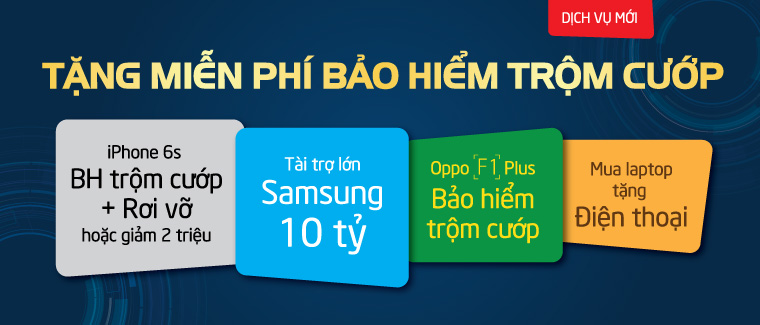 DỊCH VỤ MỚI
TẶNG MIỄN PHÍ BẢO HIỂM TRỘM CƯỚP
iPhone 6s
BH trộm cướp
+ Rơi vỡ
hoặc giảm 2 triệu
Tài trợ lớn
Samsung
10 tỷ
Oppo [F1] Plus
Bảo hiểm
trộm cướp
Mua laptop
tặng
Điện thoại